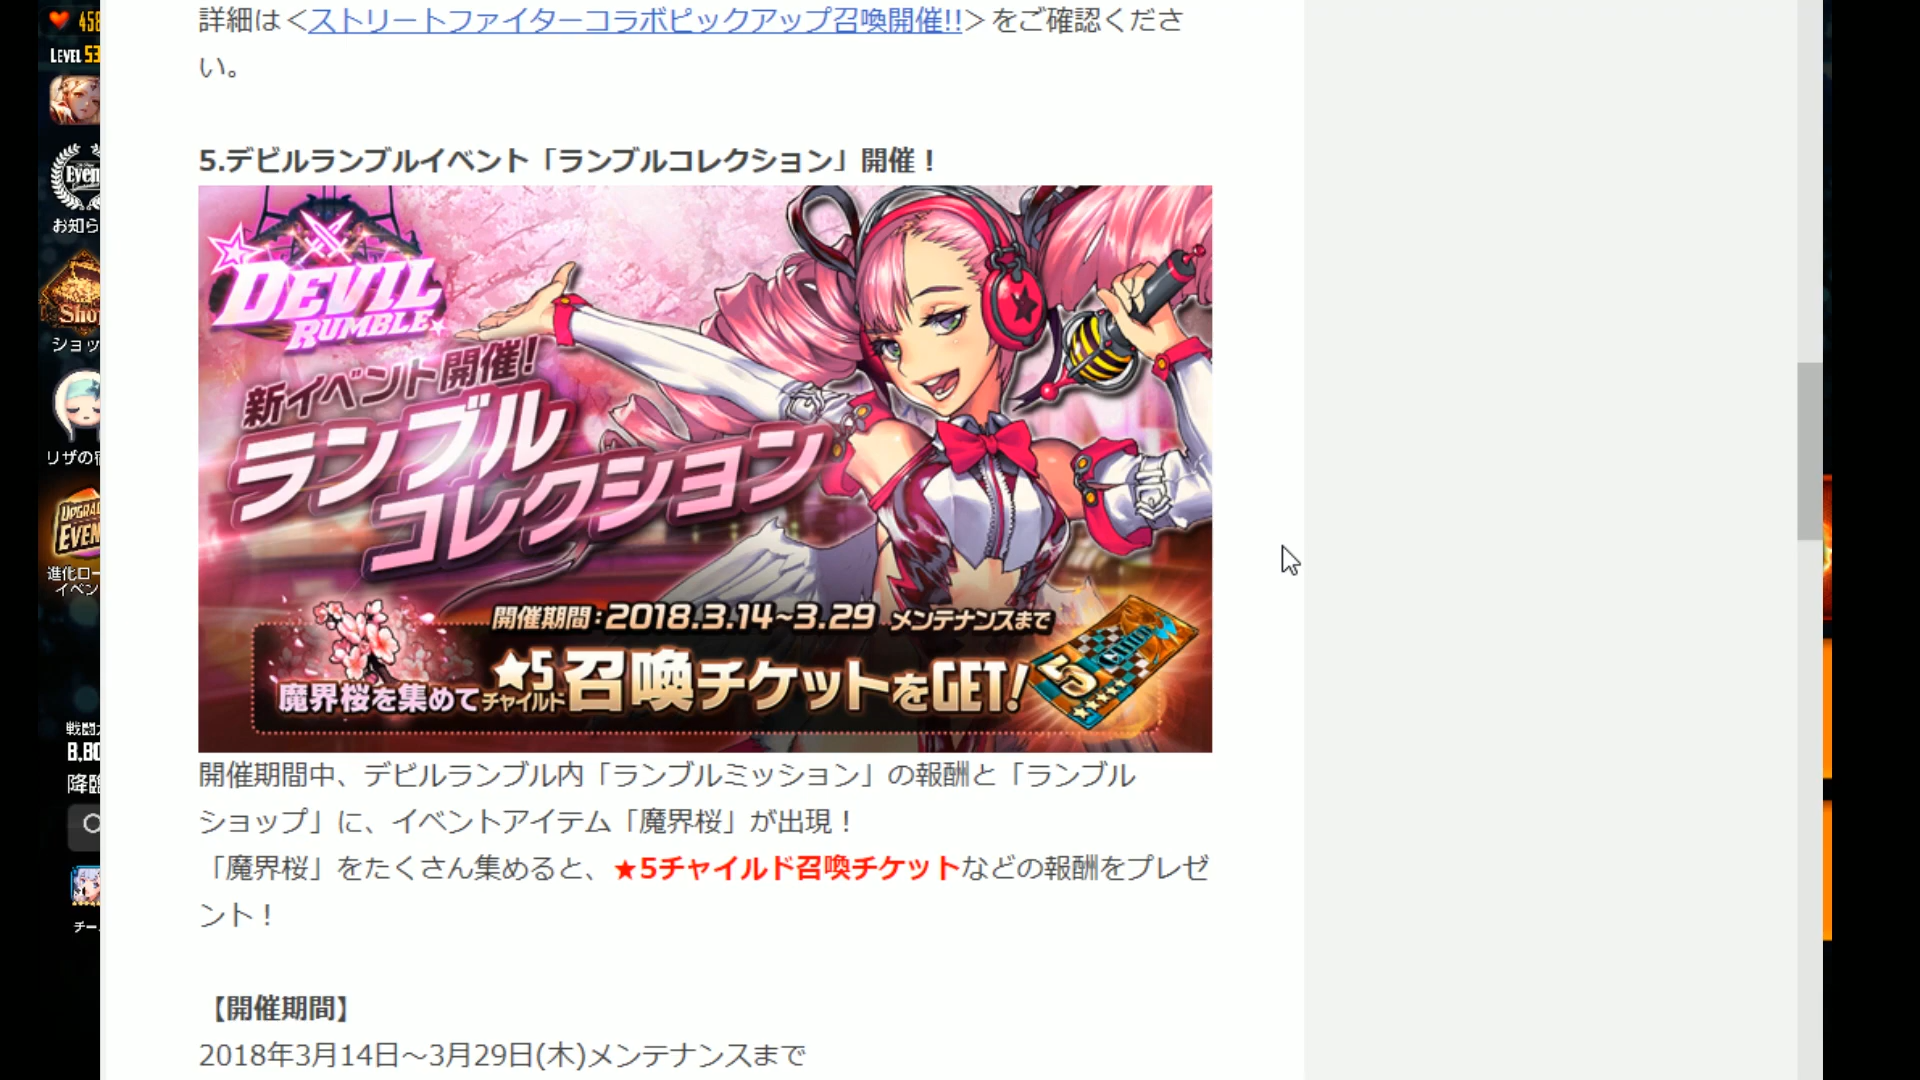 詳細は＜ストリートファイターコラボピックアップ召喚開催!!＞をご確認くださ
い。
5.デビルランブルイベント「ランブルコレクション」開催！
DEVIL
RUMBLE
新イベント開催!
ランブル
コレクション
開催期間:2018.3.14~3.29 メンテナンスまで
魔界桜を集めて★5チャイルド召喚チケットをGET!
開催期間中、デビルランブル内「ランブルミッション」の報酬と「ランブル
ショップ」に、イベントアイテム「魔界桜」が出現！
「魔界桜」をたくさん集めると、★5チャイルド召喚チケットなどの報酬をプレゼ
ント！
【開催期間】
2018年3月14日～3月29日(木)メンテナンスまで
LEVEL 53
お知ら
ショッ
リザの
進化ロー
イベン
8,80
チー